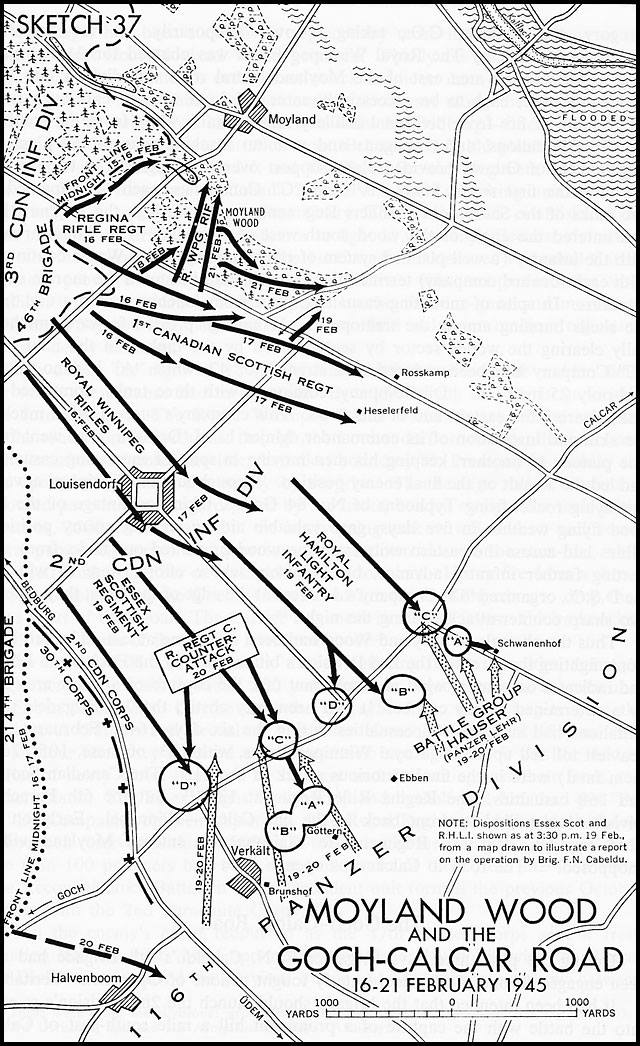 SKETCH 37
Moyland
FLOODED
3RD CDN INF DIV
FRONT LINE
MIDNIGHT 15-16 FEB
REGINA
RIFLE REGT
16 FEB
MOYLAND
WOOD
R. WPG RIF
18 FEB
21 FEB
21 FEB
21 FEB
46TH BRIGADE
16 FEB
19
FEB
1ST CANADIAN SCOTTISH REGT
16 FEB
17 FEB
Rosskamp
17 FEB
Heselerfeld
CALCAR
ROYAL WINNIPEG
RIFLES
16 FEB
Louisendorf
17 FEB
2ND CDN INF DIV
ROYAL
HAMILTON
LIGHT
INFANTRY
19 FEB
ESSEX
SCOTTISH
REGIMENT
19 FEB
BEDBURG
2ND CDN CORPS
30TH CORPS
214TH BRIGADE
R. REGT C.
COUNTER-
ATTACK
20 FEB
"C"
"A"
Schwanenhof
"D"
"B"
BATTLE GROUP
HAUSER
(PANZER LEHR)
19-20 FEB
"C"
"D"
Ebben
"A"
"B"
Göttern
NOTE: Dispositions Essex Scot and
R.H.L.I. shown as at 3:30 p.m. 19 Feb.,
from a map drawn to illustrate a report
on the operation by Brig. F.N. Cabeldu.
Verkält
19-20 FEB
19-20 FEB
Brunshof
FRONT LINE MIDNIGHT 16-17 FEB
GOCH
20 FEB
Halvenboom
116TH PANZER DIVISION
UDEM
MOYLAND WOOD
AND THE
GOCH-CALCAR ROAD
16-21 FEBRUARY 1945
1000 0 1000
YARDS YARDS